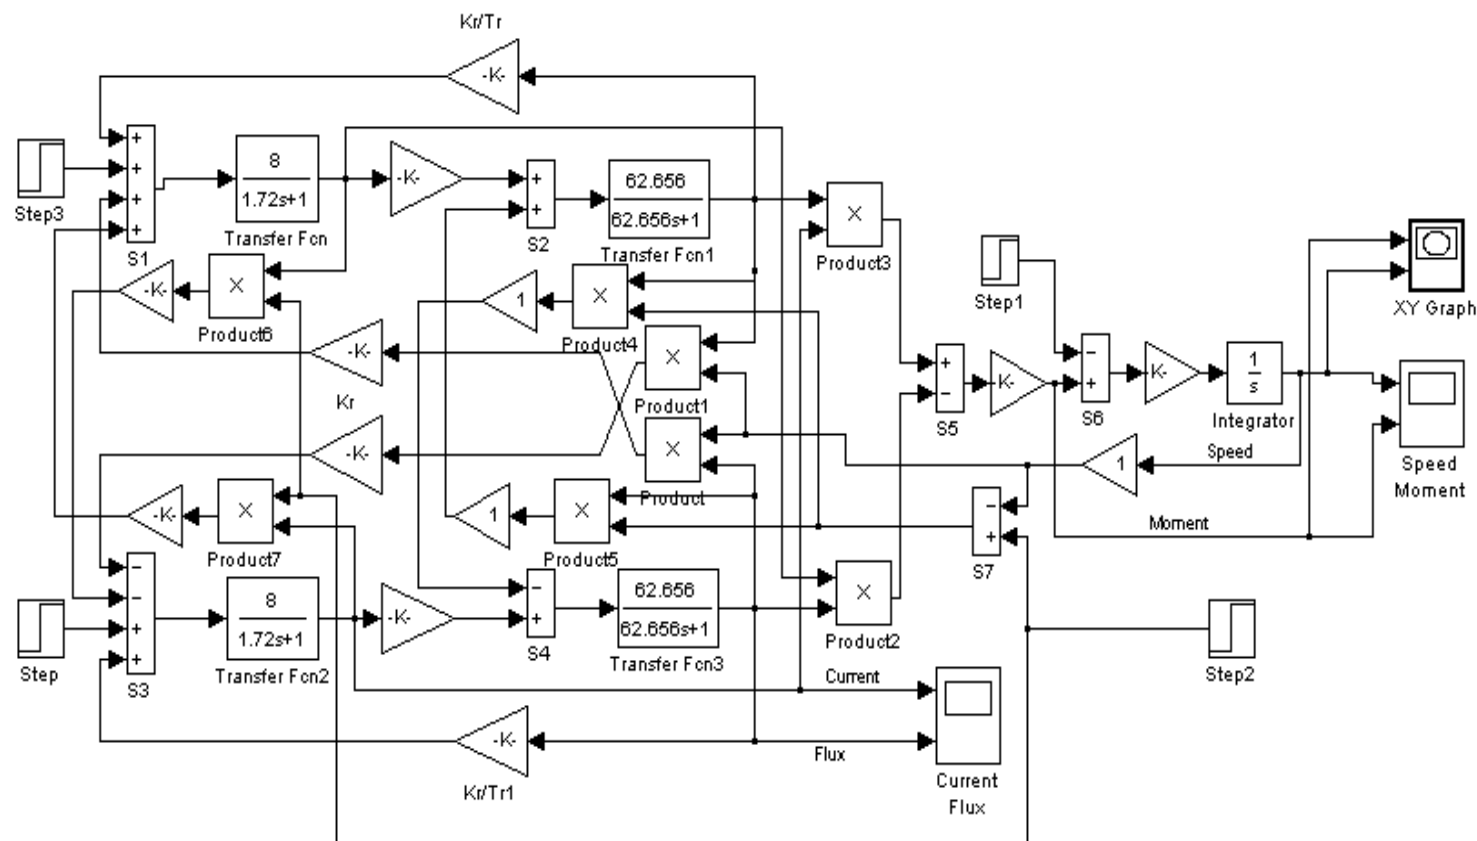 Kr/Tr
-K-
+
+
+
+
Step3
S1
8
1.72s+1
Transfer Fcn
-K-
+
+
S2
62.656
62.656s+1
Transfer Fcn1
X
Product3
Step1
XY Graph
-K-
X
Product6
1
X
Product4
-K-
Kr
X
Product1
+
-
S5
K-
-
+
S6
K-
1
s
Integrator
Speed
Moment
-K-
X
Product
1
Speed
-K-
X
Product7
1
X
Product5
-
+
S7
Moment
-
-
+
+
Step
S3
8
1.72s+1
Transfer Fcn2
-K-
-
+
S4
62.656
62.656s+1
Transfer Fcn3
X
Product2
Step2
Current
-K-
Kr/Tr1
Flux
Current
Flux